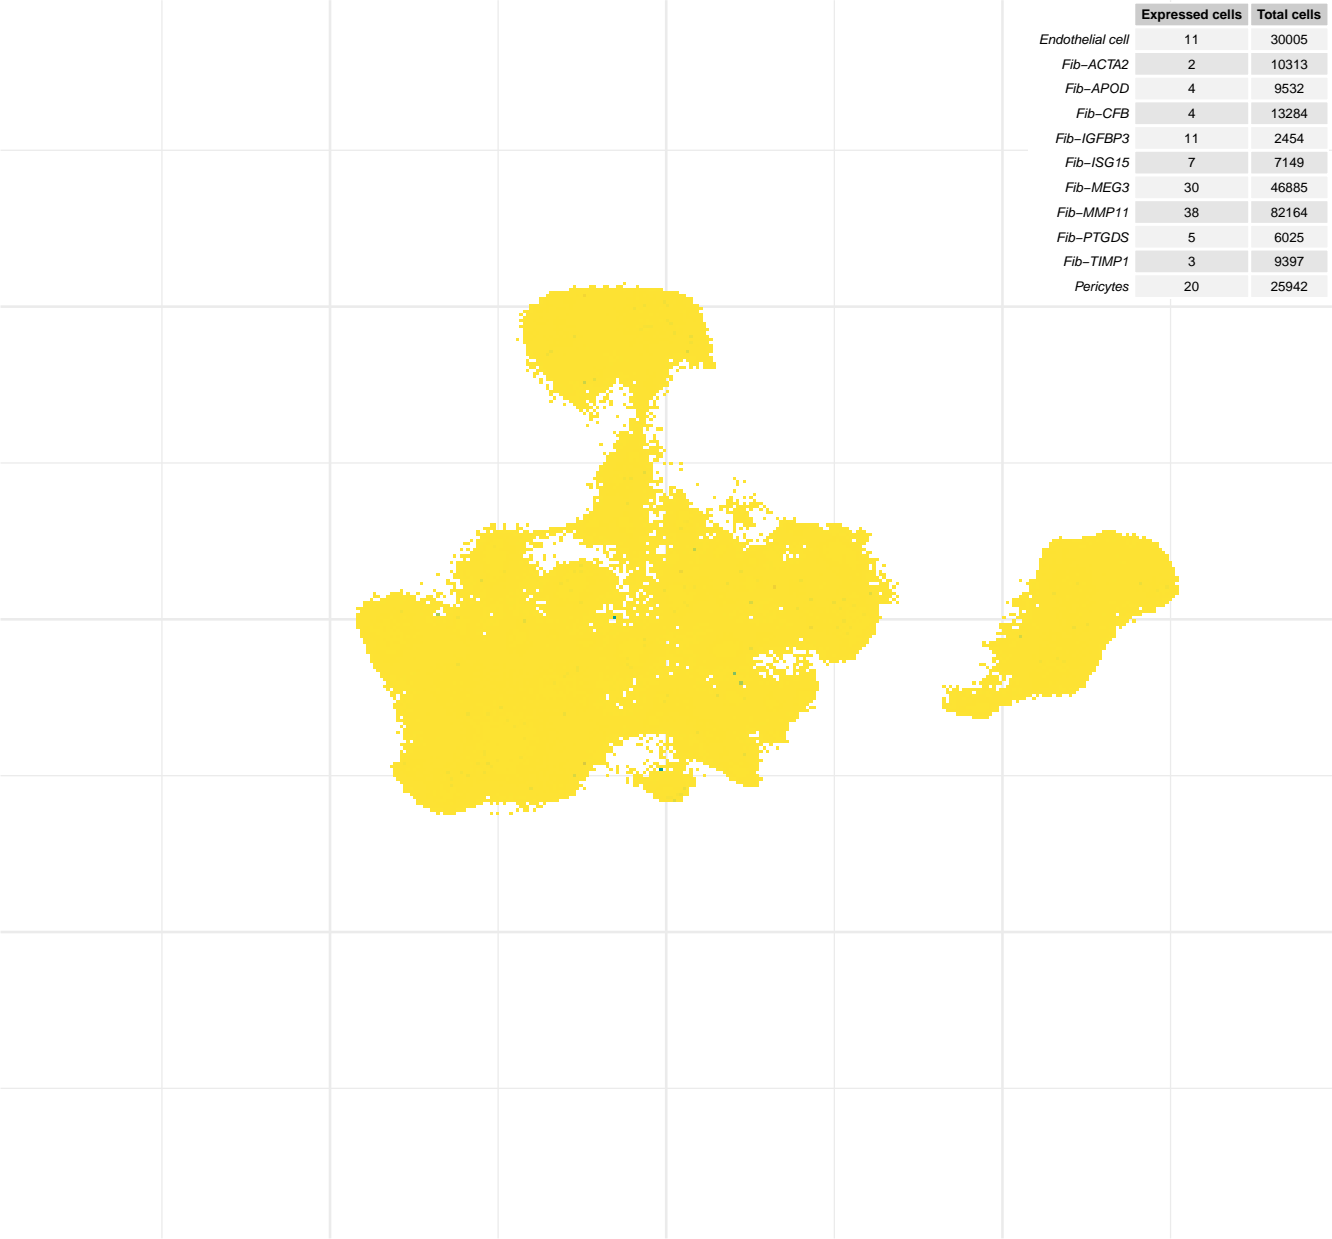 Expressed cells Total cells
Endothelial cell 11 30005
Fib−ACTA2 2 10313
Fib−APOD 4 9532
Fib−CFB 4 13284
Fib−IGFBP3 11 2454
Fib−ISG15 7 7149
Fib−MEG3 30 46885
Fib−MMP11 38 82164
Fib−PTGDS 5 6025
Fib−TIMP1 3 9397
Pericytes 20 25942